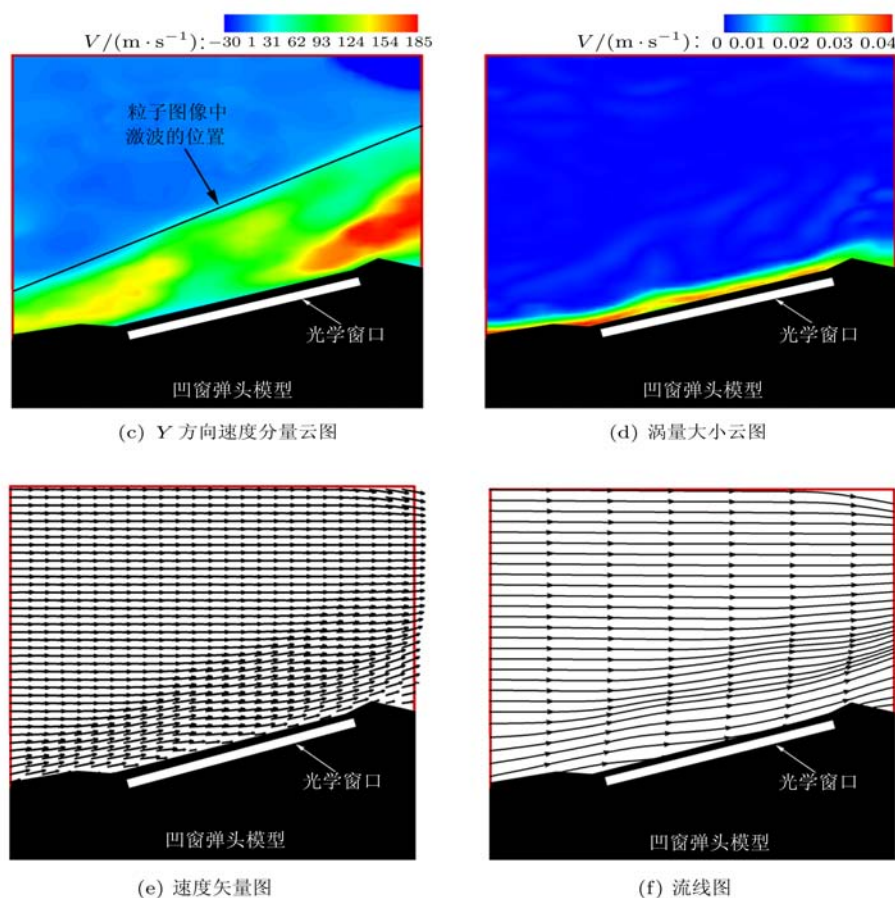 V/(m·s⁻¹): −30 1 31 62 93 124 154 185
粒子图像中
激波的位置
光学窗口
凹窗弹头模型
(c) Y 方向速度分量云图
V/(m·s⁻¹): 0 0.01 0.02 0.03 0.04
光学窗口
凹窗弹头模型
(d) 涡量大小云图
光学窗口
凹窗弹头模型
(e) 速度矢量图
光学窗口
凹窗弹头模型
(f) 流线图